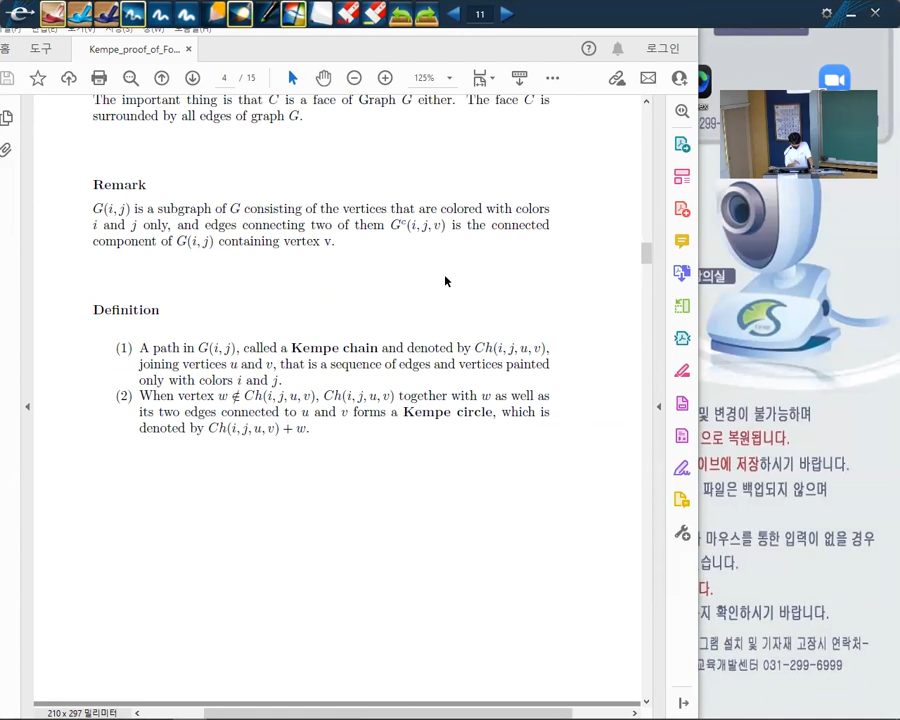 11
홈 도구 Kempe_proof_of_Fo... × 로그인
4 / 15 125%
The important thing is that C is a face of Graph G either. The face C is
surrounded by all edges of graph G.
Remark
G(i, j) is a subgraph of G consisting of the vertices that are colored with colors
i and j only, and edges connecting two of them Gᶜ(i, j, v) is the connected
component of G(i, j) containing vertex v.
Definition
(1) A path in G(i, j), called a Kempe chain and denoted by Ch(i, j, u, v),
joining vertices u and v, that is a sequence of edges and vertices painted
only with colors i and j.
(2) When vertex w ∉ Ch(i, j, u, v), Ch(i, j, u, v) together with w as well as
its two edges connected to u and v forms a Kempe circle, which is
denoted by Ch(i, j, u, v) + w.
210 x 297 밀리미터
-299-
강의실
및 변경이 불가능하며
으로 복원됩니다.
이브에 저장하시기 바랍니다.
파일은 백업되지 않으며
마우스를 통한 입력이 없을 경우
습니다.
다.
지 확인하시기 바랍니다.
그램 설치 및 기자재 고장시 연락처-
교육개발센터 031-299-6999